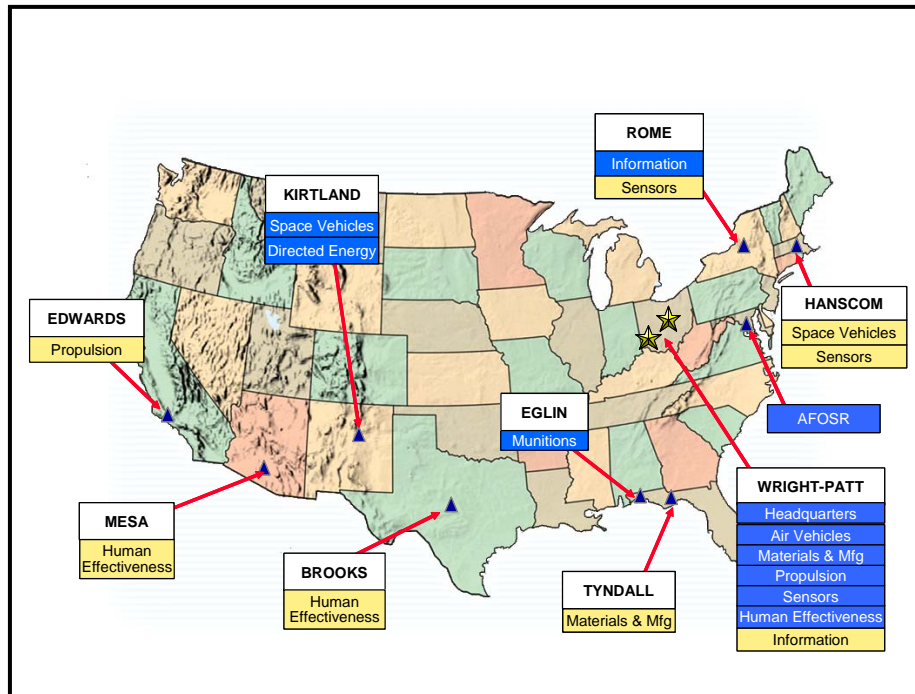 ROME
Information
Sensors
KIRTLAND
Space Vehicles
Directed Energy
HANSCOM
Space Vehicles
Sensors
EDWARDS
Propulsion
EGLIN
Munitions
AFOSR
WRIGHT-PATT
Headquarters
Air Vehicles
Materials & Mfg
Propulsion
Sensors
Human Effectiveness
Information
MESA
Human
Effectiveness
BROOKS
Human
Effectiveness
TYNDALL
Materials & Mfg